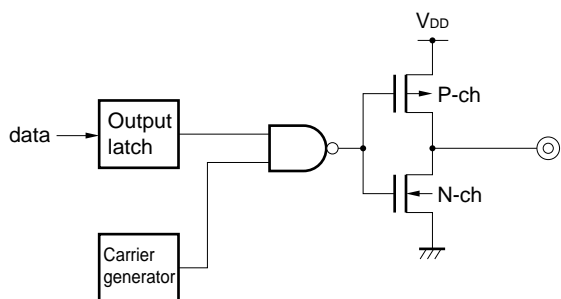 VDD
P-ch
data
Output
latch
N-ch
Carrier
generator